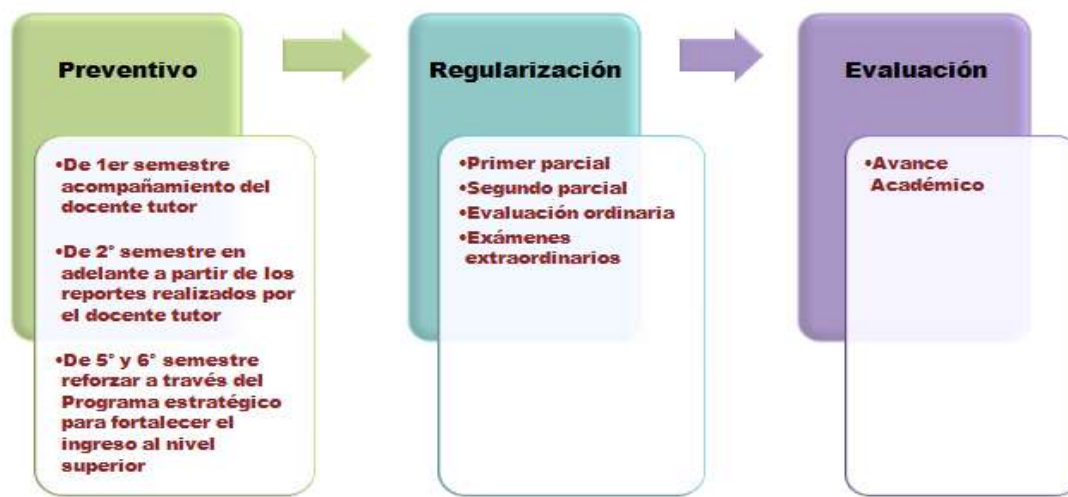 Preventivo
•De 1er semestre
acompañamiento del
docente tutor
•De 2° semestre en
adelante a partir de los
reportes realizados por
el docente tutor
•De 5° y 6° semestre
reforzar a través del
Programa estratégico
para fortalecer el
ingreso al nivel
superior
Regularización
•Primer parcial
•Segundo parcial
•Evaluación ordinaria
•Exámenes
extraordinarios
Evaluación
•Avance
Académico